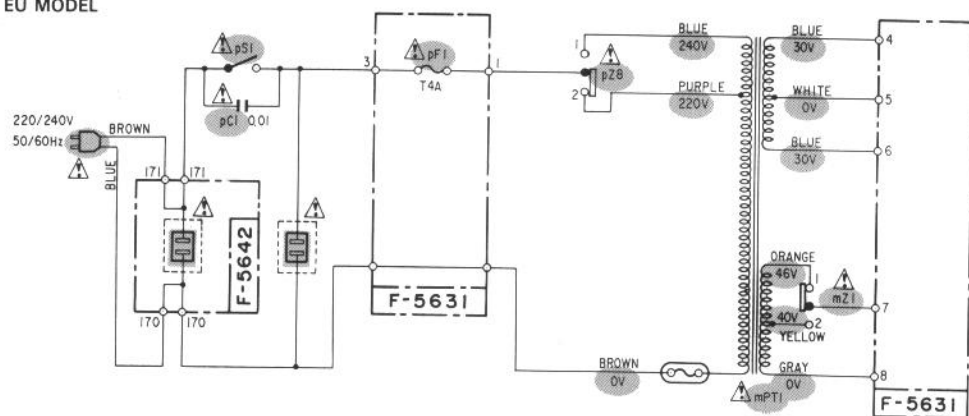 EU MODEL
pS1
pC1 0,01
220/240V
50/60Hz
BROWN
BLUE
171 171
F-5642
170 170
3
pF1
T4A
1
F-5631
1
pZ8
2
BLUE
240V
PURPLE
220V
BLUE
30V
4
WHITE
0V
5
BLUE
30V
6
ORANGE
46V
1
mZ1
7
40V
2
YELLOW
GRAY
0V
8
BROWN
0V
mPT1
F-5631